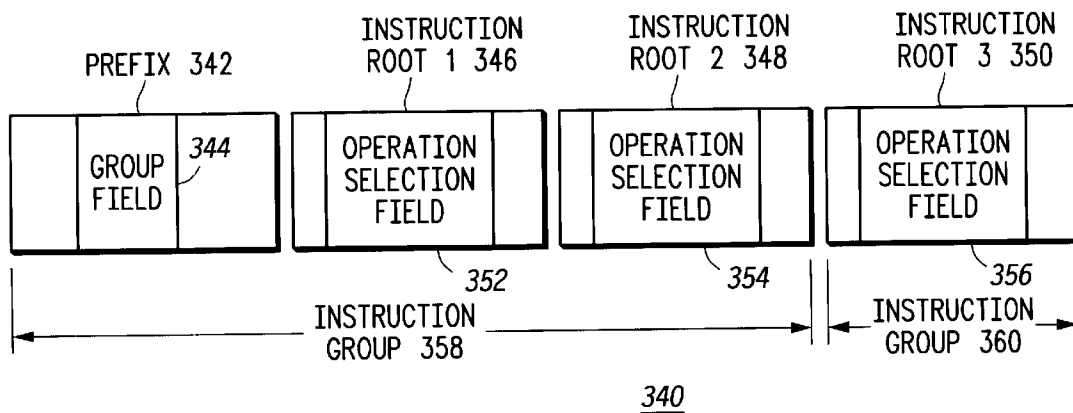 PREFIX 342
INSTRUCTION
ROOT 1 346
INSTRUCTION
ROOT 2 348
INSTRUCTION
ROOT 3 350
GROUP
FIELD
344
OPERATION
SELECTION
FIELD
OPERATION
SELECTION
FIELD
OPERATION
SELECTION
FIELD
352
354
356
INSTRUCTION
GROUP 358
INSTRUCTION
GROUP 360
340